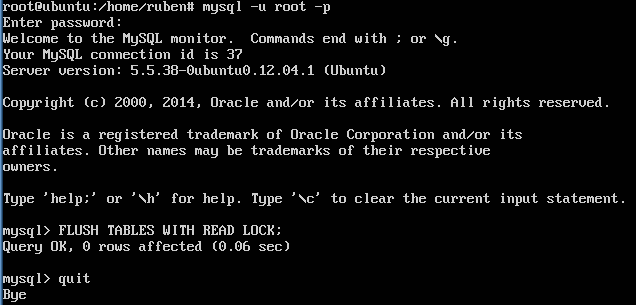 root@ubuntu:/home/ruben# mysql -u root -p
Enter password:
Welcome to the MySQL monitor.  Commands end with ; or \g.
Your MySQL connection id is 37
Server version: 5.5.38-0ubuntu0.12.04.1 (Ubuntu)
Copyright (c) 2000, 2014, Oracle and/or its affiliates. All rights reserved.
Oracle is a registered trademark of Oracle Corporation and/or its
affiliates. Other names may be trademarks of their respective
owners.
Type 'help;' or '\h' for help. Type '\c' to clear the current input statement.
mysql> FLUSH TABLES WITH READ LOCK;
Query OK, 0 rows affected (0.06 sec)
mysql> quit
Bye